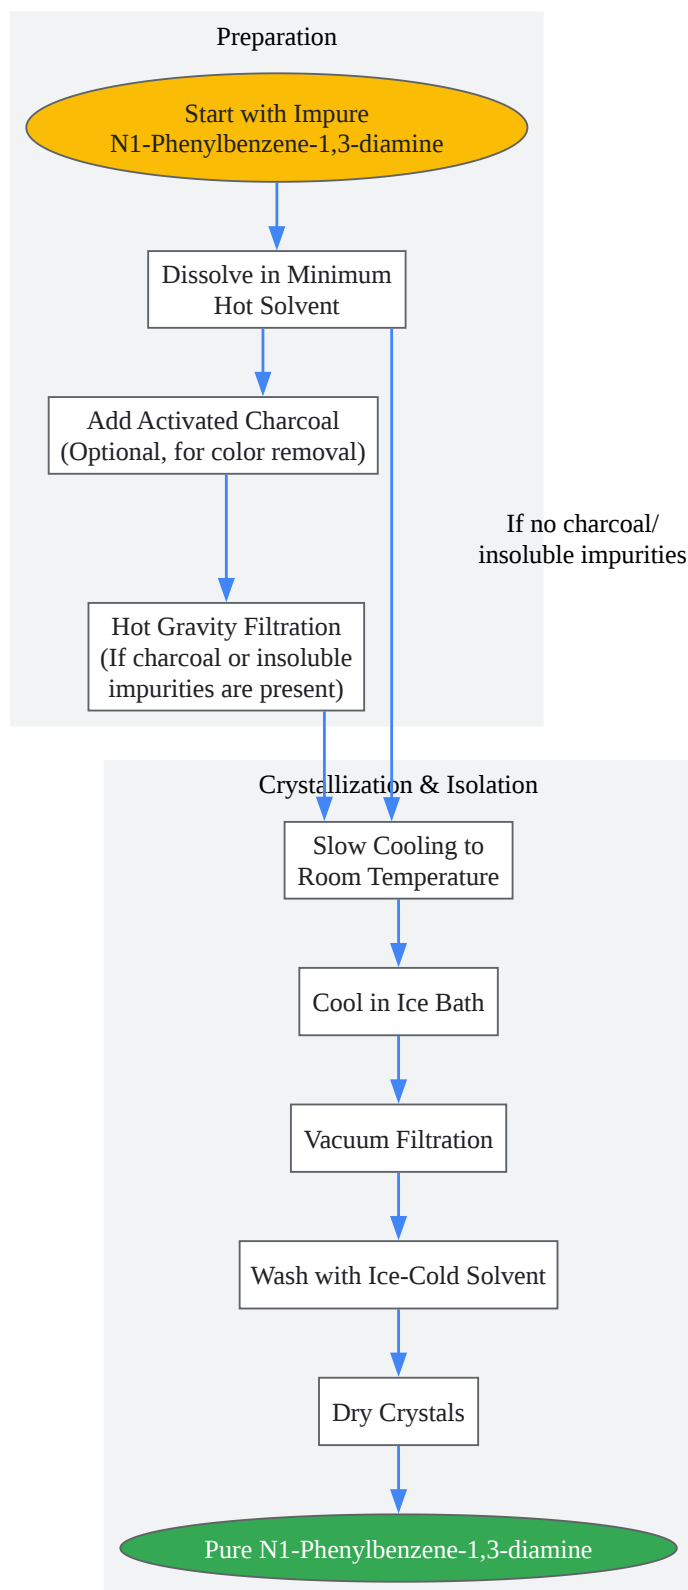 Preparation
Start with Impure
N1-Phenylbenzene-1,3-diamine
Dissolve in Minimum
Hot Solvent
Add Activated Charcoal
(Optional, for color removal)
If no charcoal/
insoluble impurities
Hot Gravity Filtration
(If charcoal or insoluble
impurities are present)
Crystallization & Isolation
Slow Cooling to
Room Temperature
Cool in Ice Bath
Vacuum Filtration
Wash with Ice-Cold Solvent
Dry Crystals
Pure N1-Phenylbenzene-1,3-diamine